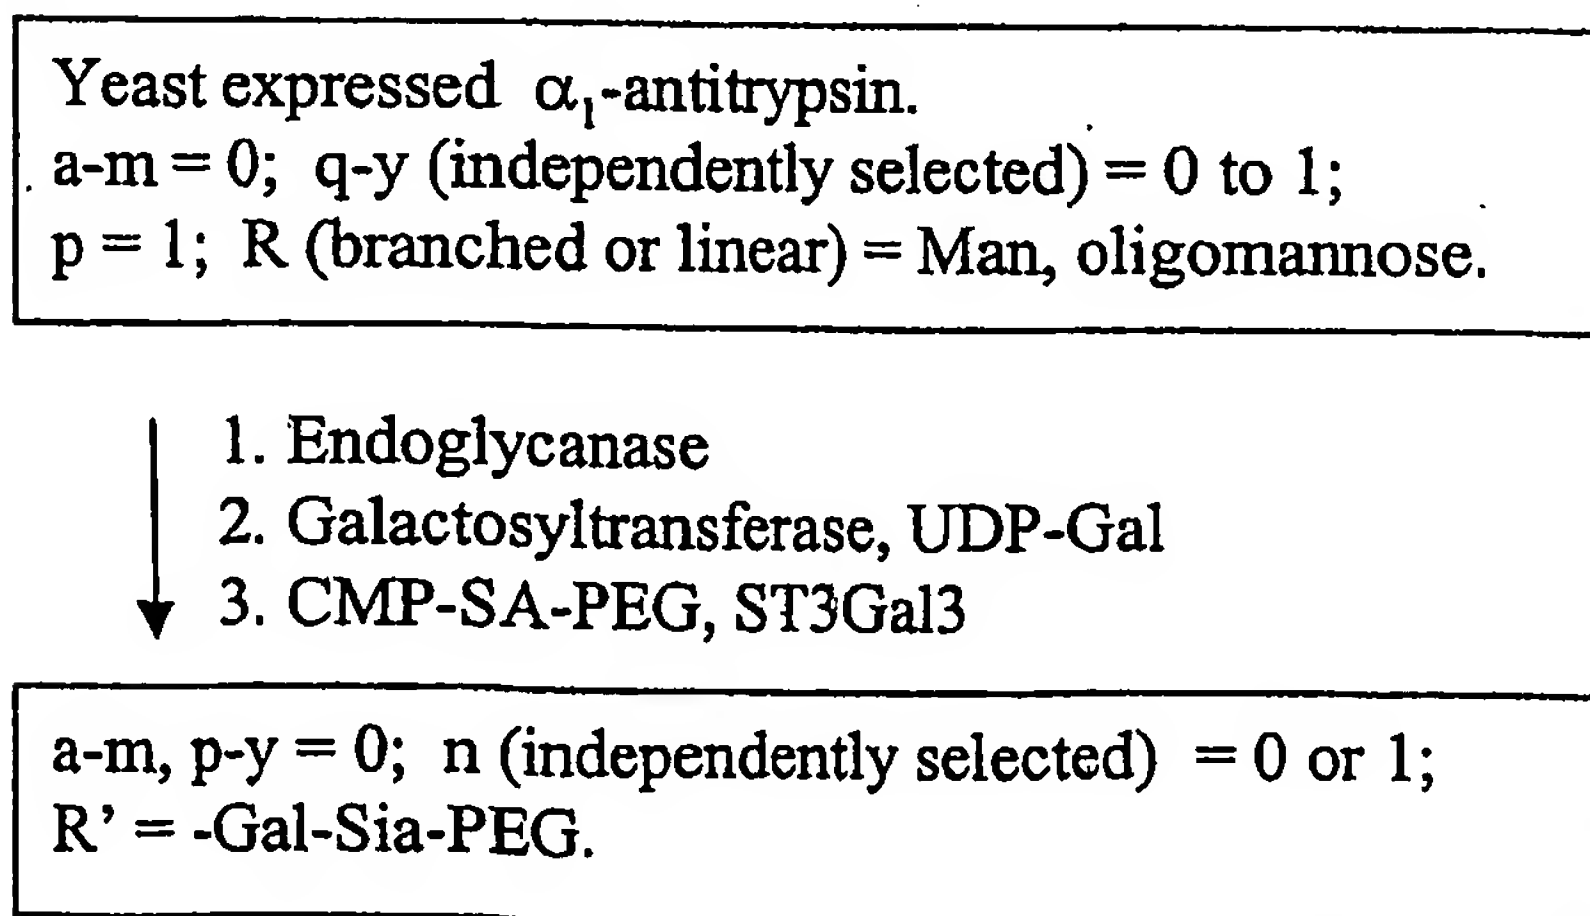 Yeast expressed α₁-antitrypsin.
a-m = 0; q-y (independently selected) = 0 to 1;
p = 1; R (branched or linear) = Man, oligomannose.
1. Endoglycanase
2. Galactosyltransferase, UDP-Gal
3. CMP-SA-PEG, ST3Gal3
a-m, p-y = 0; n (independently selected) = 0 or 1;
R’ = -Gal-Sia-PEG.